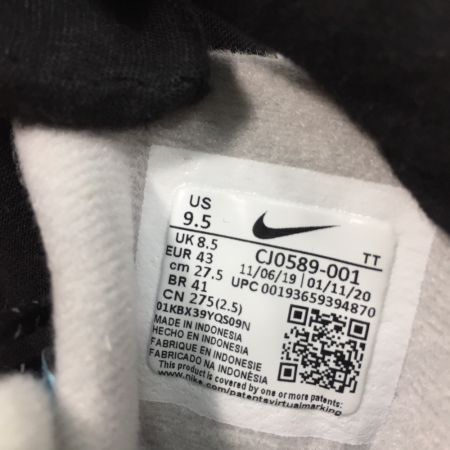 US
9.5
UK 8.5
EUR 43
cm 27.5
BR 41
CN 275(2.5)
CJ0589-001
TT
11/06/19 | 01/11/20
UPC 00193659394870
01KBX39YQS09N
MADE IN INDONESIA
HECHO EN INDONESIA
FABRIQUE EN INDONESIE
FABRICADO NA INDONÉSIA
This product is covered by one or more patents:
www.nike.com/patentsvirtualmarking